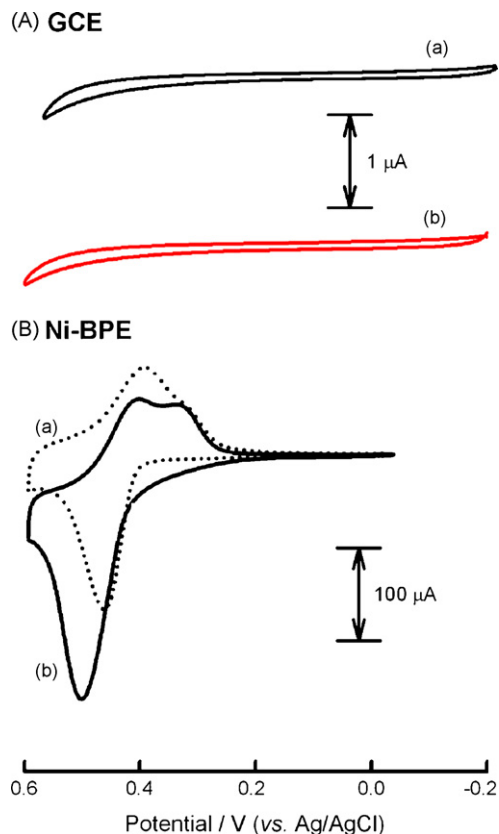 (A) GCE
(a)
1 μA
(b)
(B) Ni-BPE
(a)
100 μA
(b)
0.6 0.4 0.2 0.0 -0.2
Potential / V (vs. Ag/AgCl)